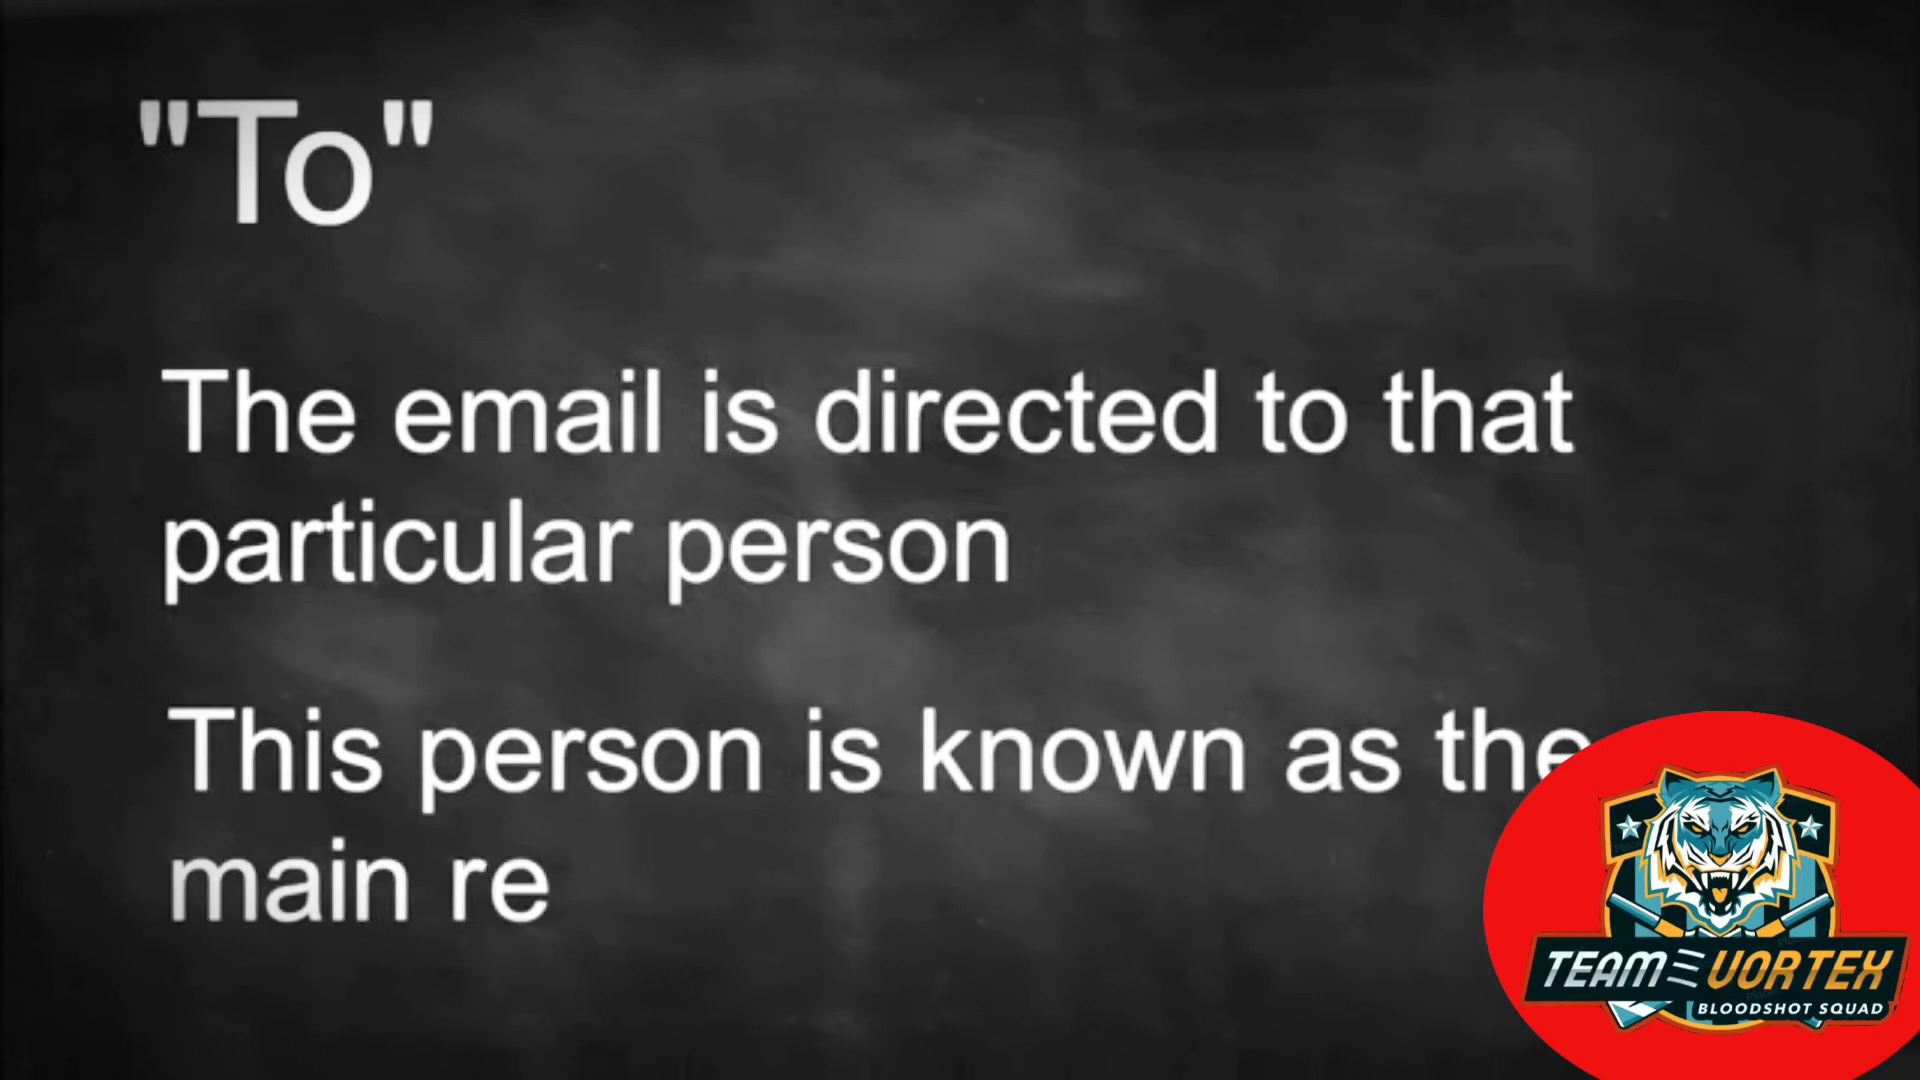 "To"
The email is directed to that
particular person
This person is known as the
main re
TEAM VORTEX
BLOODSHOT SQUAD